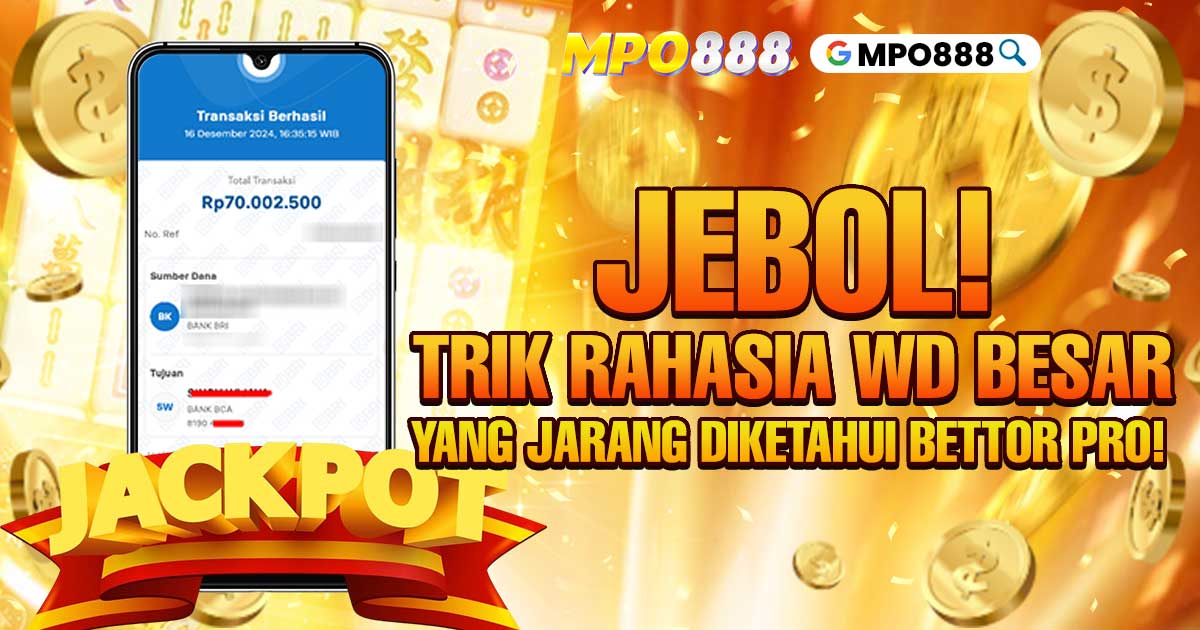 MPO888
MPO888
Transaksi Berhasil
16 Desember 2024, 16:35:15 WIB
Total Transaksi
Rp70.002.500
No. Ref
Sumber Dana
BK
BANK BRI
Tujuan
SW
BANK BCA
8190
JACKPOT
JEBOL!
TRIK RAHASIA WD BESAR
YANG JARANG DIKETAHUI BETTOR PRO!